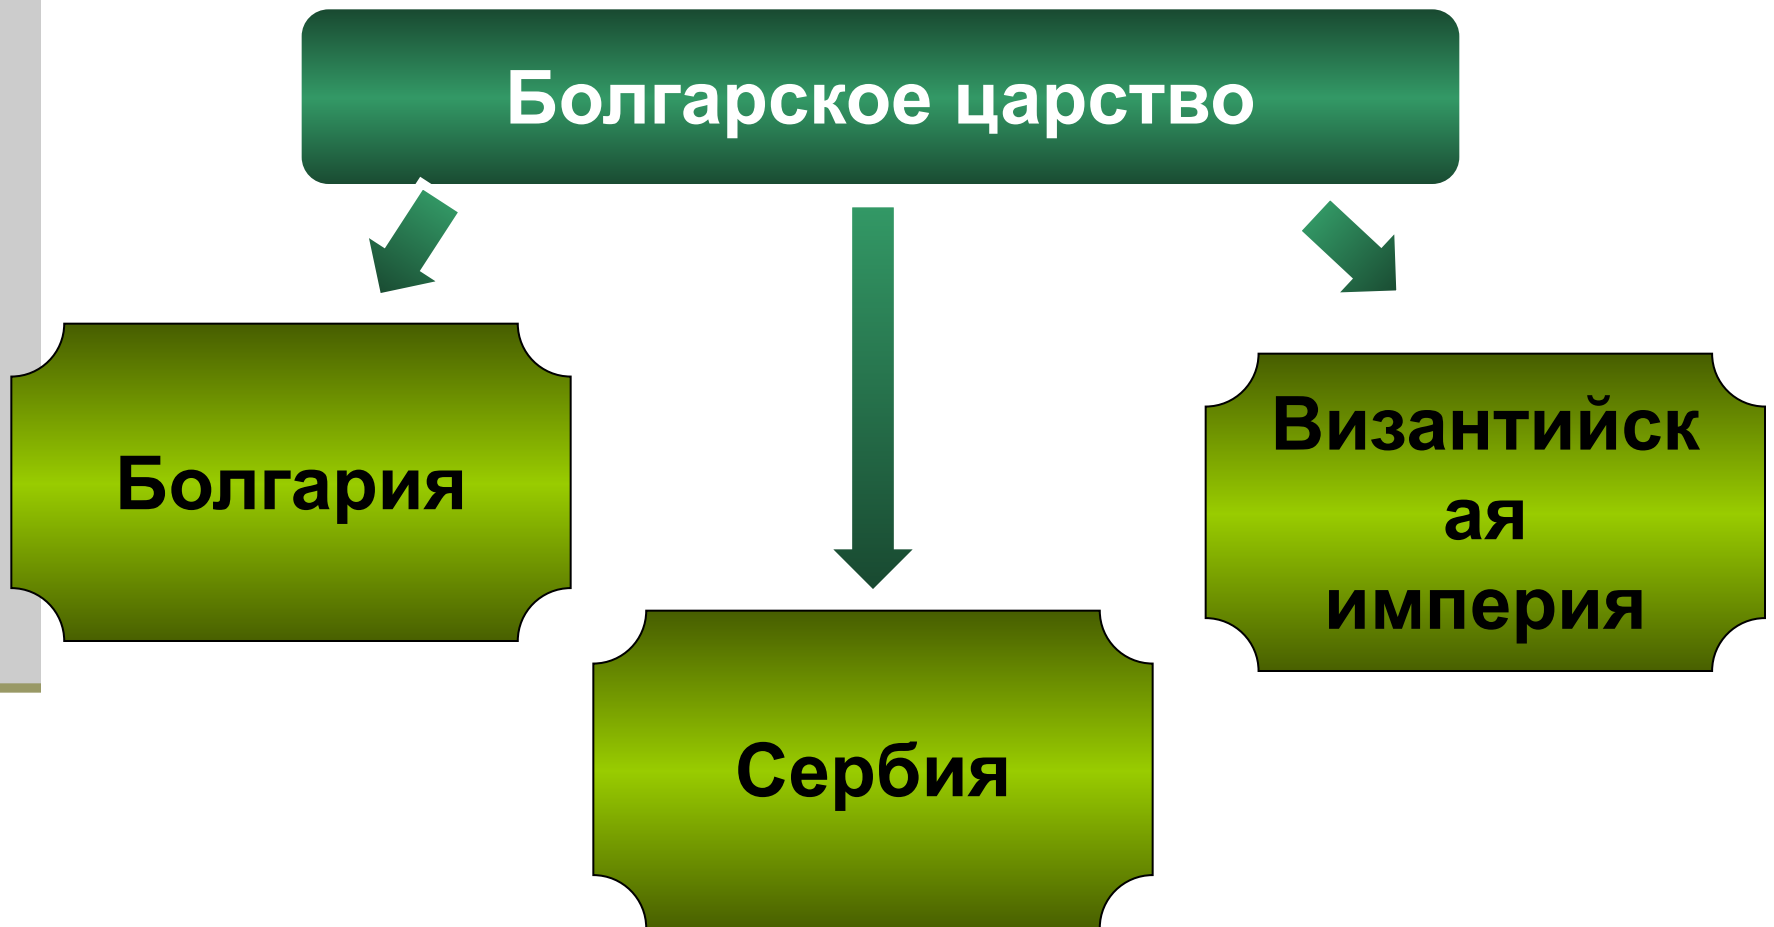 Болгарское царство
Болгария
Византийск
ая
империя
Сербия